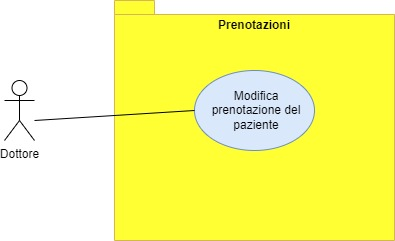 Prenotazioni
Modifica
prenotazione del
paziente
Dottore